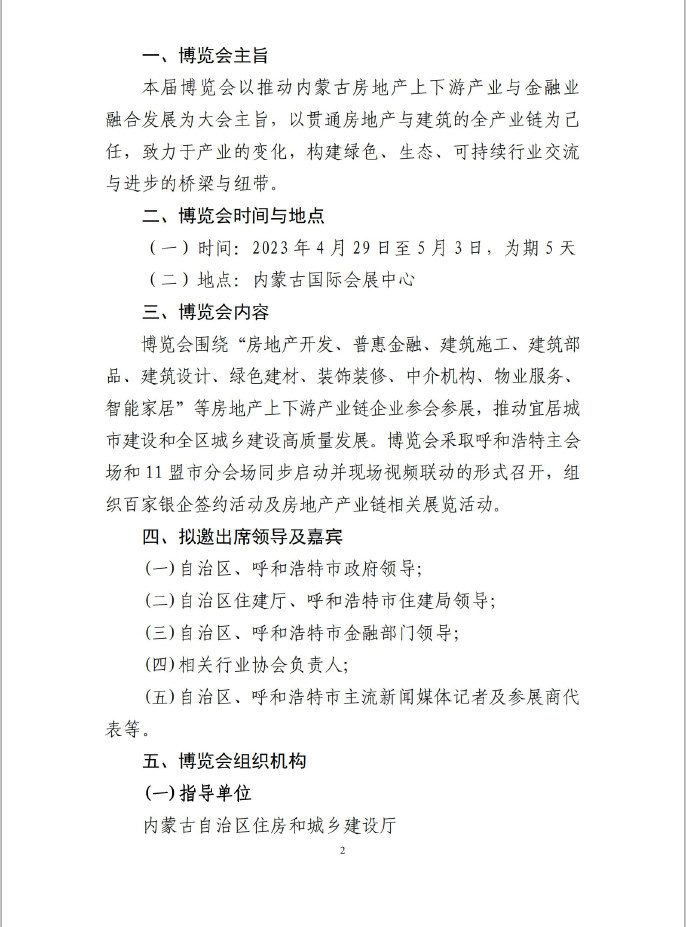 一、博览会主旨
本届博览会以推动内蒙古房地产上下游产业与金融业
融合发展为大会主旨，以贯通房地产与建筑的全产业链为己
任，致力于产业的变化，构建绿色、生态、可持续行业交流
与进步的桥梁与纽带。
二、博览会时间与地点
（一）时间：2023 年 4 月 29 日至 5 月 3 日，为期 5 天
（二）地点：内蒙古国际会展中心
三、博览会内容
博览会围绕“房地产开发、普惠金融、建筑施工、建筑部
品、建筑设计、绿色建材、装饰装修、中介机构、物业服务、
智能家居”等房地产上下游产业链企业参会参展，推动宜居城
市建设和全区城乡建设高质量发展。博览会采取呼和浩特主会
场和 11 盟市分会场同步启动并现场视频联动的形式召开，组
织百家银企签约活动及房地产产业链相关展览活动。
四、拟邀出席领导及嘉宾
(一)自治区、呼和浩特市政府领导；
(二)自治区住建厅、呼和浩特市住建局领导；
(三)自治区、呼和浩特市金融部门领导；
(四)相关行业协会负责人；
(五)自治区、呼和浩特市主流新闻媒体记者及参展商代
表等。
五、博览会组织机构
(一)指导单位
内蒙古自治区住房和城乡建设厅
2